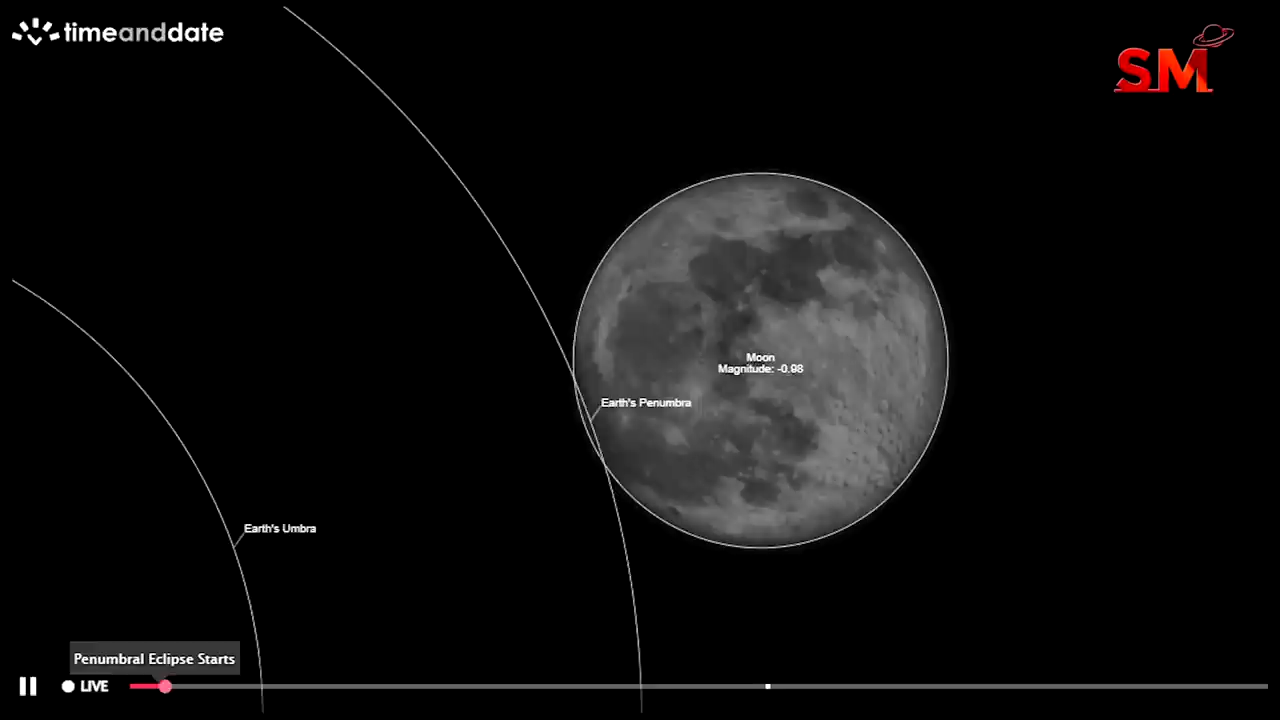 timeanddate
SM
Moon
Magnitude: -0.98
Earth's Penumbra
Earth's Umbra
Penumbral Eclipse Starts
LIVE